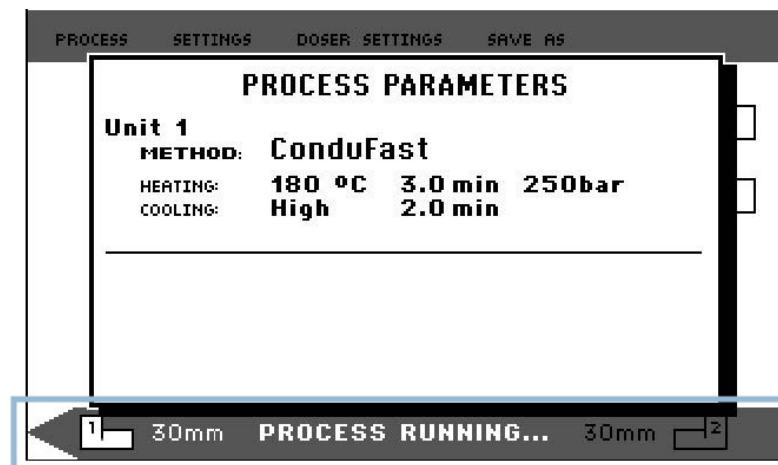 PROCESS SETTINGS DOSER SETTINGS SAVE AS
PROCESS PARAMETERS
Unit 1
METHOD: ConduFast
HEATING: 180 ºC 3.0 min 250bar
COOLING: High 2.0 min
1 30mm PROCESS RUNNING... 30mm 2